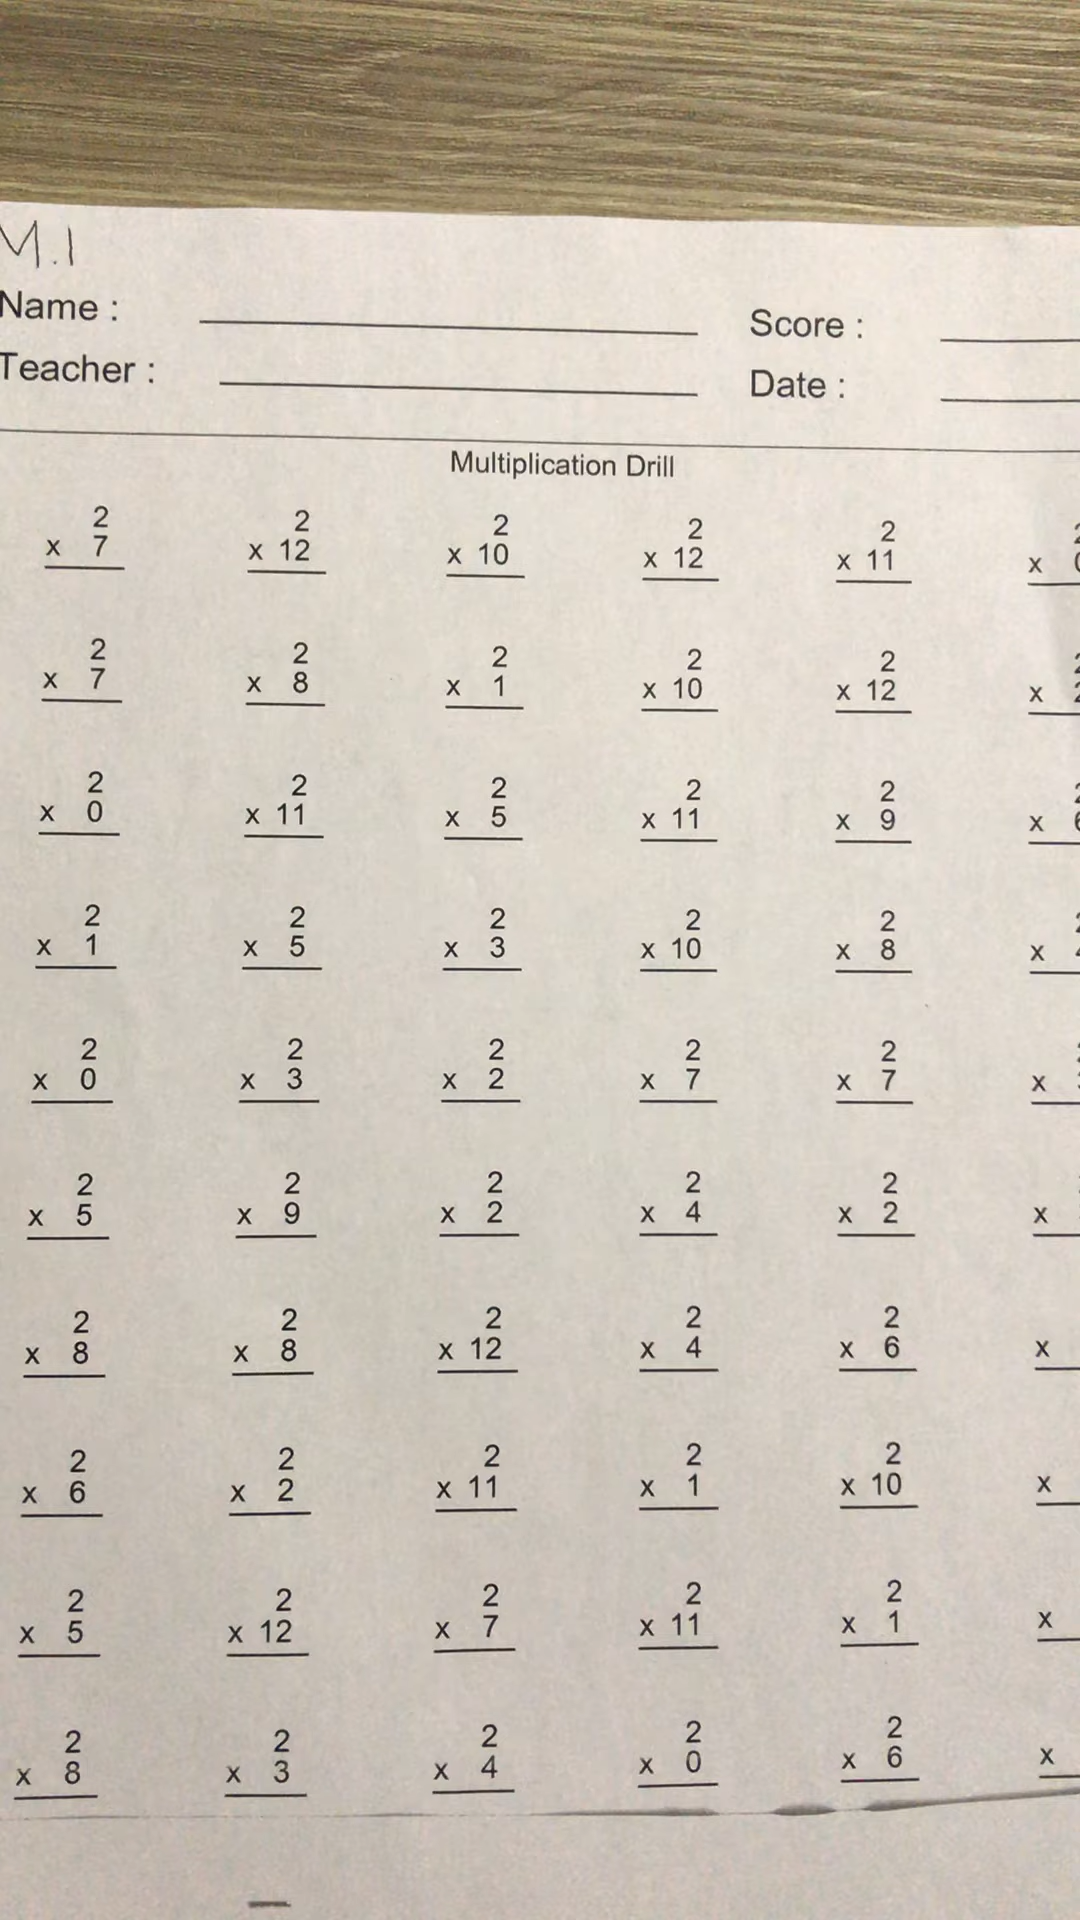 M.1
Name :
Score :
Teacher :
Date :
Multiplication Drill
2 2 2 2 2
x 7 x 12 x 10 x 12 x 11 x
2 2 2 2 2
x 7 x 8 x 1 x 10 x 12 x
2 2 2 2 2
x 0 x 11 x 5 x 11 x 9 x
2 2 2 2 2
x 1 x 5 x 3 x 10 x 8 x
2 2 2 2 2
x 0 x 3 x 2 x 7 x 7 x
2 2 2 2 2
x 5 x 9 x 2 x 4 x 2 x
2 2 2 2 2
x 8 x 8 x 12 x 4 x 6 x
2 2 2 2 2
x 6 x 2 x 11 x 1 x 10 x
2 2 2 2 2
x 5 x 12 x 7 x 11 x 1 x
2 2 2 2 2
x 8 x 3 x 4 x 0 x 6 x